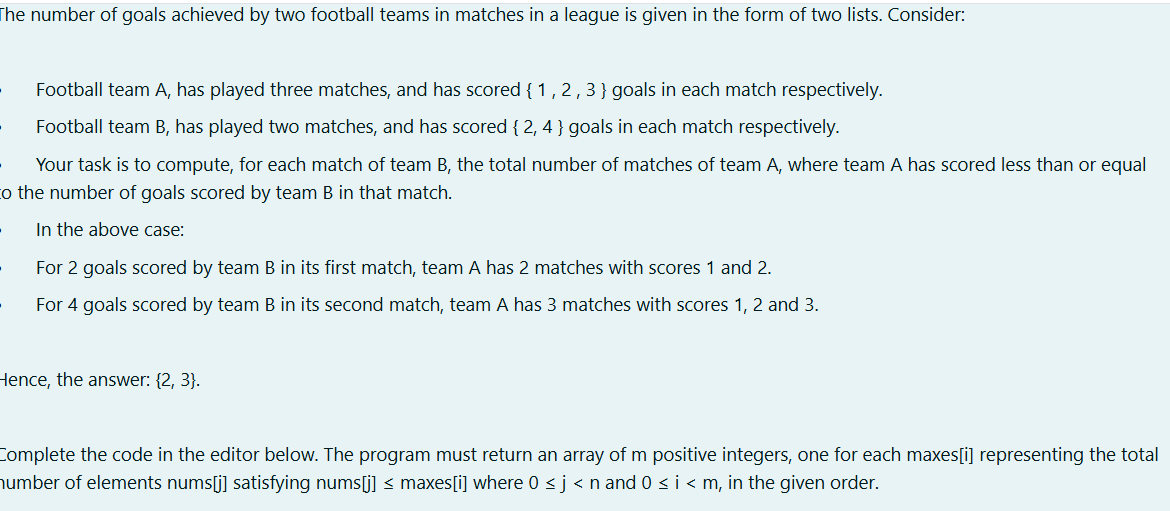 The number of goals achieved by two football teams in matches in a league is given in the form of two lists. Consider:
Football team A, has played three matches, and has scored { 1 , 2 , 3 } goals in each match respectively.
Football team B, has played two matches, and has scored { 2, 4 } goals in each match respectively.
Your task is to compute, for each match of team B, the total number of matches of team A, where team A has scored less than or equal
to the number of goals scored by team B in that match.
In the above case:
For 2 goals scored by team B in its first match, team A has 2 matches with scores 1 and 2.
For 4 goals scored by team B in its second match, team A has 3 matches with scores 1, 2 and 3.
Hence, the answer: {2, 3}.
Complete the code in the editor below. The program must return an array of m positive integers, one for each maxes[i] representing the total
number of elements nums[j] satisfying nums[j] ≤ maxes[i] where 0 ≤ j < n and 0 ≤ i < m, in the given order.